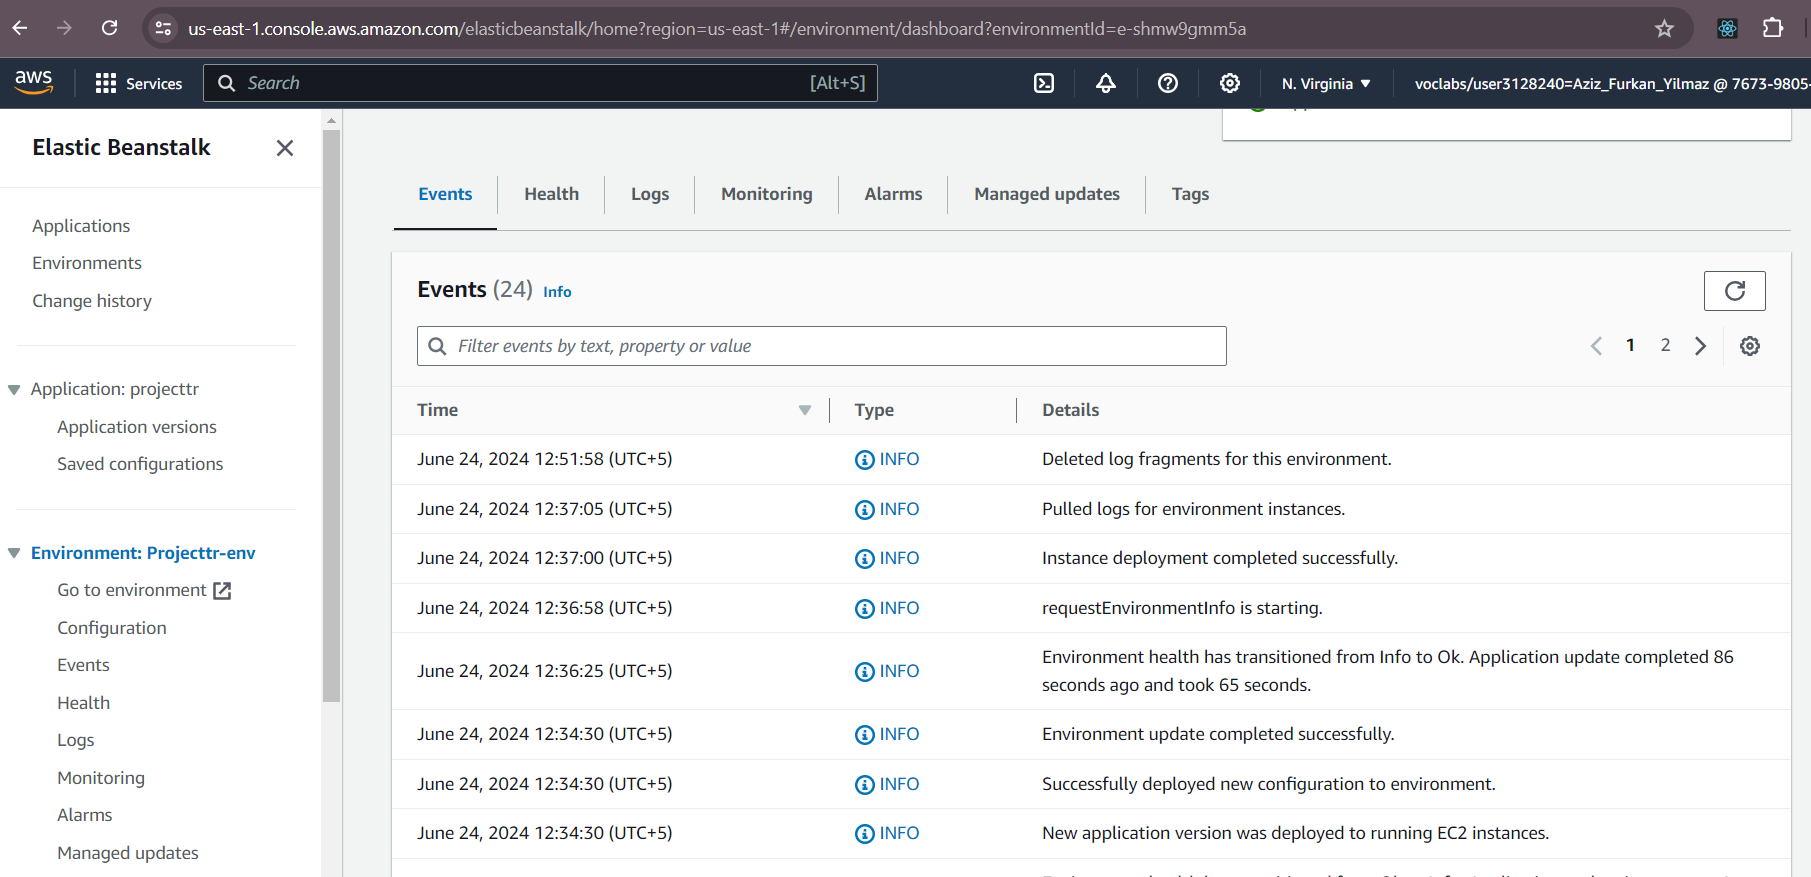 us-east-1.console.aws.amazon.com/elasticbeanstalk/home?region=us-east-1#/environment/dashboard?environmentId=e-shmw9gmm5a
aws Services Search [Alt+S] N. Virginia voclabs/user3128240=Aziz_Furkan_Yilmaz @ 7673-9805-
Elastic Beanstalk
Applications
Environments
Change history
Application: projecttr
Application versions
Saved configurations
Environment: Projecttr-env
Go to environment
Configuration
Events
Health
Logs
Monitoring
Alarms
Managed updates
Events Health Logs Monitoring Alarms Managed updates Tags
Events (24) Info
Filter events by text, property or value
1 2
Time Type Details
June 24, 2024 12:51:58 (UTC+5) INFO Deleted log fragments for this environment.
June 24, 2024 12:37:05 (UTC+5) INFO Pulled logs for environment instances.
June 24, 2024 12:37:00 (UTC+5) INFO Instance deployment completed successfully.
June 24, 2024 12:36:58 (UTC+5) INFO requestEnvironmentInfo is starting.
June 24, 2024 12:36:25 (UTC+5) INFO Environment health has transitioned from Info to Ok. Application update completed 86
seconds ago and took 65 seconds.
June 24, 2024 12:34:30 (UTC+5) INFO Environment update completed successfully.
June 24, 2024 12:34:30 (UTC+5) INFO Successfully deployed new configuration to environment.
June 24, 2024 12:34:30 (UTC+5) INFO New application version was deployed to running EC2 instances.